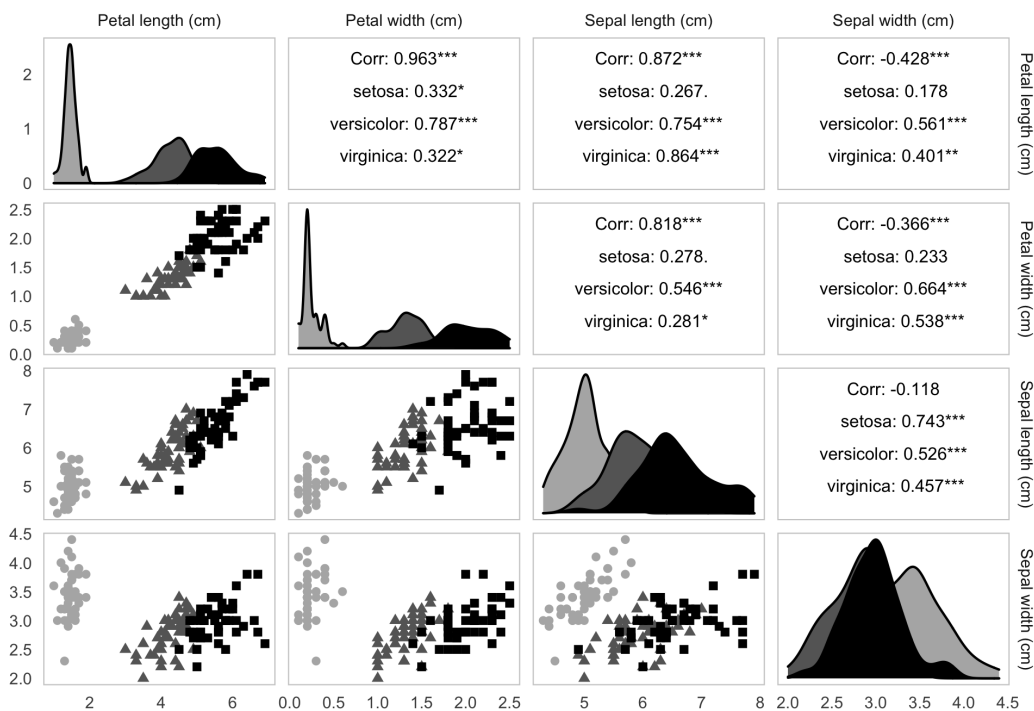 Petal length (cm) Petal width (cm) Sepal length (cm) Sepal width (cm)
Corr: 0.963*** Corr: 0.872*** Corr: -0.428***
setosa: 0.332* setosa: 0.267. setosa: 0.178
versicolor: 0.787*** versicolor: 0.754*** versicolor: 0.561***
virginica: 0.322* virginica: 0.864*** virginica: 0.401**
2
1
0
Petal length (cm)
Corr: 0.818*** Corr: -0.366***
setosa: 0.278. setosa: 0.233
versicolor: 0.546*** versicolor: 0.664***
virginica: 0.281* virginica: 0.538***
2.5
2.0
1.5
1.0
0.5
0.0
Petal width (cm)
Corr: -0.118
setosa: 0.743***
versicolor: 0.526***
virginica: 0.457***
8
7
6
5
Sepal length (cm)
4.5
4.0
3.5
3.0
2.5
2.0
Sepal width (cm)
2 4 6 0.0 0.5 1.0 1.5 2.0 2.5 5 6 7 8 2.0 2.5 3.0 3.5 4.0 4.5